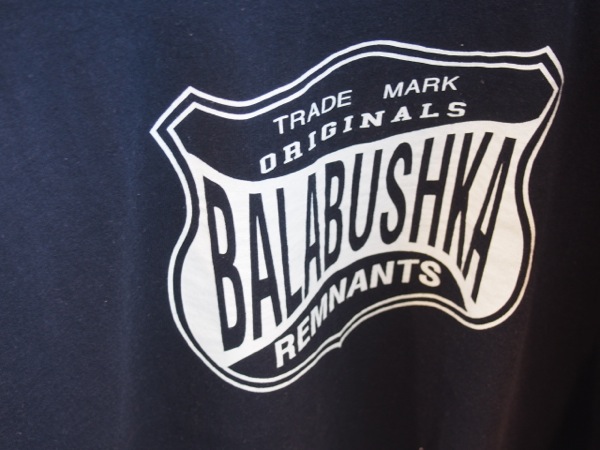 TRADE MARK
ORIGINALS
BALABUSHKA
REMNANTS